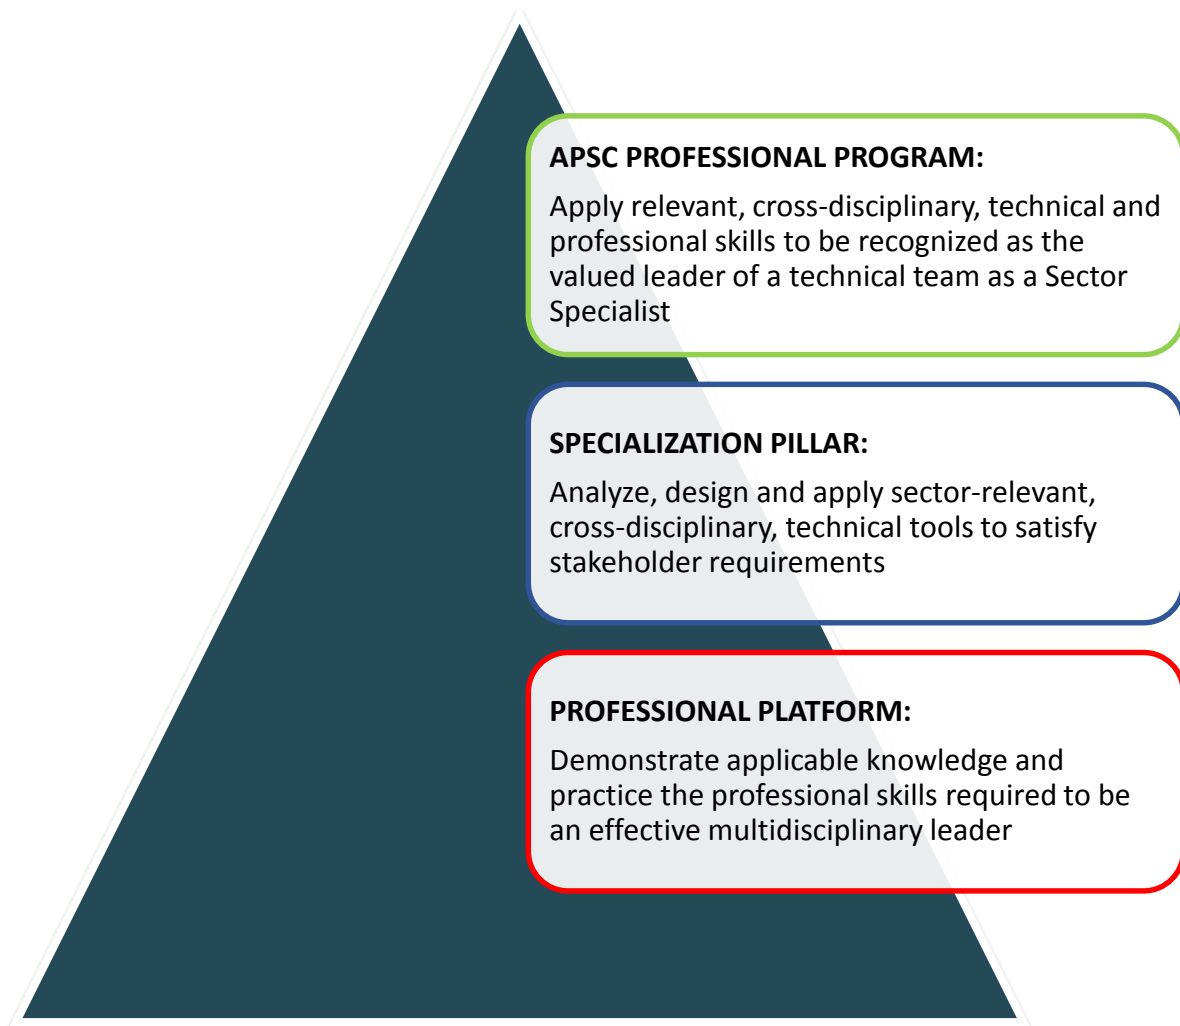 APSC PROFESSIONAL PROGRAM:
Apply relevant, cross-disciplinary, technical and
professional skills to be recognized as the
valued leader of a technical team as a Sector
Specialist
SPECIALIZATION PILLAR:
Analyze, design and apply sector-relevant,
cross-disciplinary, technical tools to satisfy
stakeholder requirements
PROFESSIONAL PLATFORM:
Demonstrate applicable knowledge and
practice the professional skills required to be
an effective multidisciplinary leader